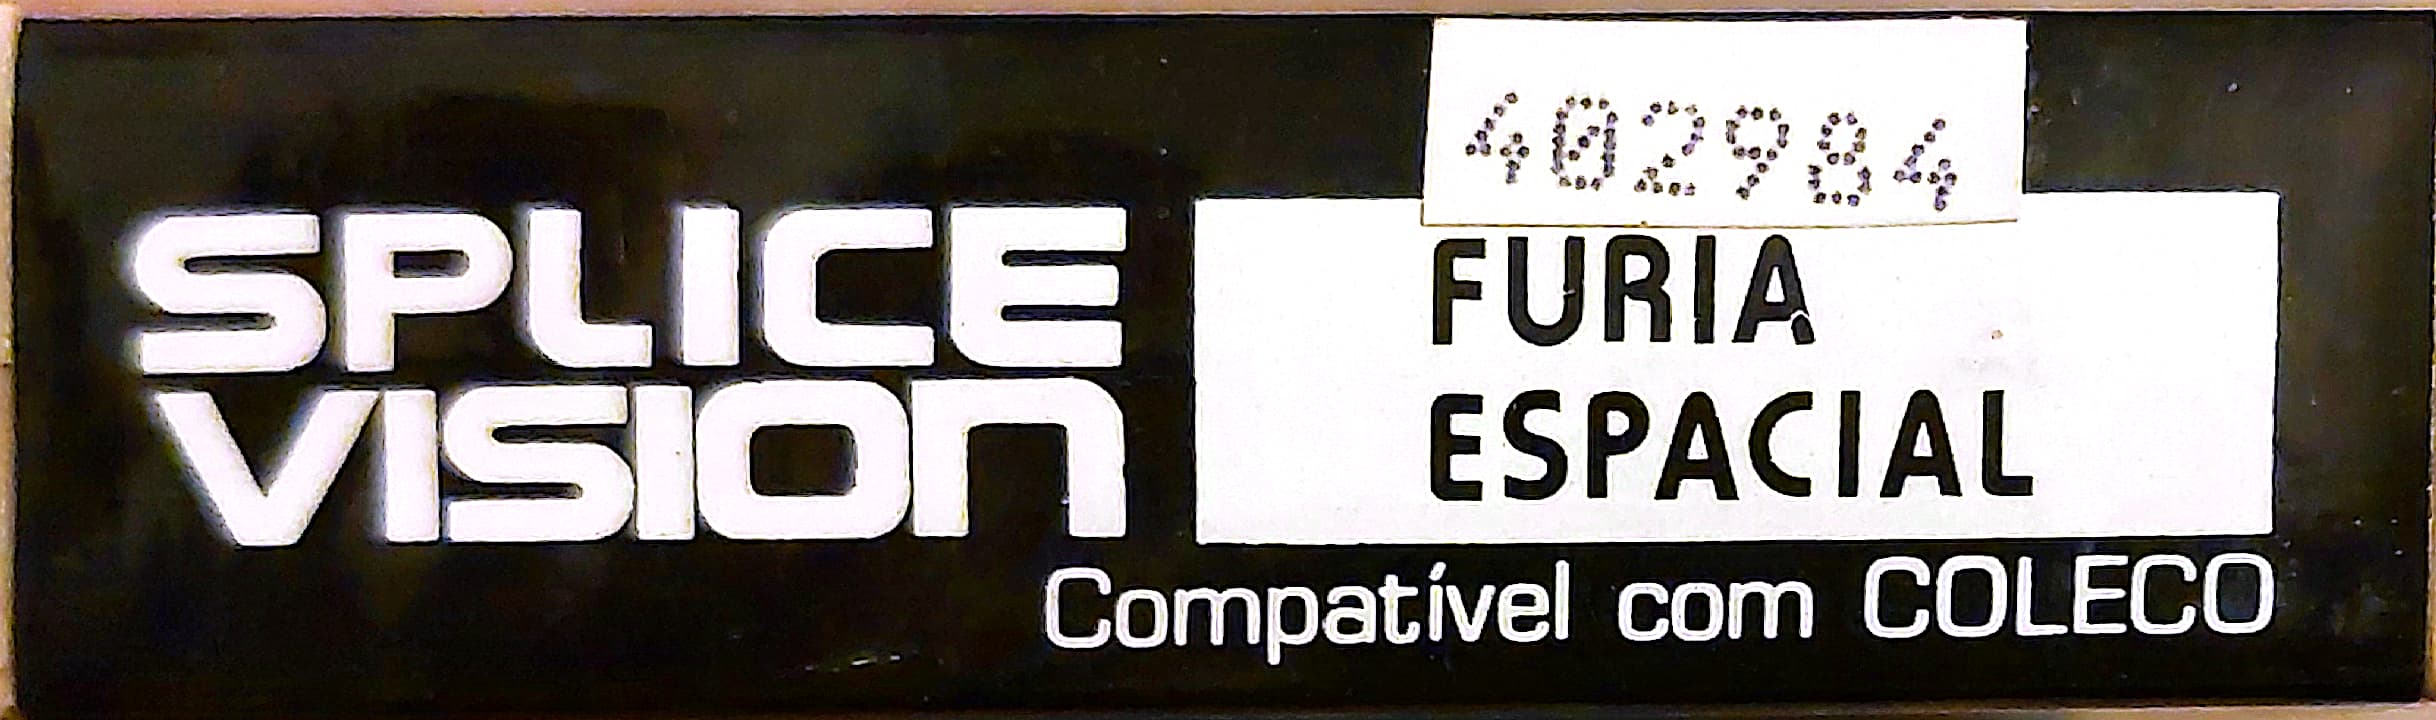 402984
SPLICE
VISION
FURIA
ESPACIAL
Compatível com COLECO